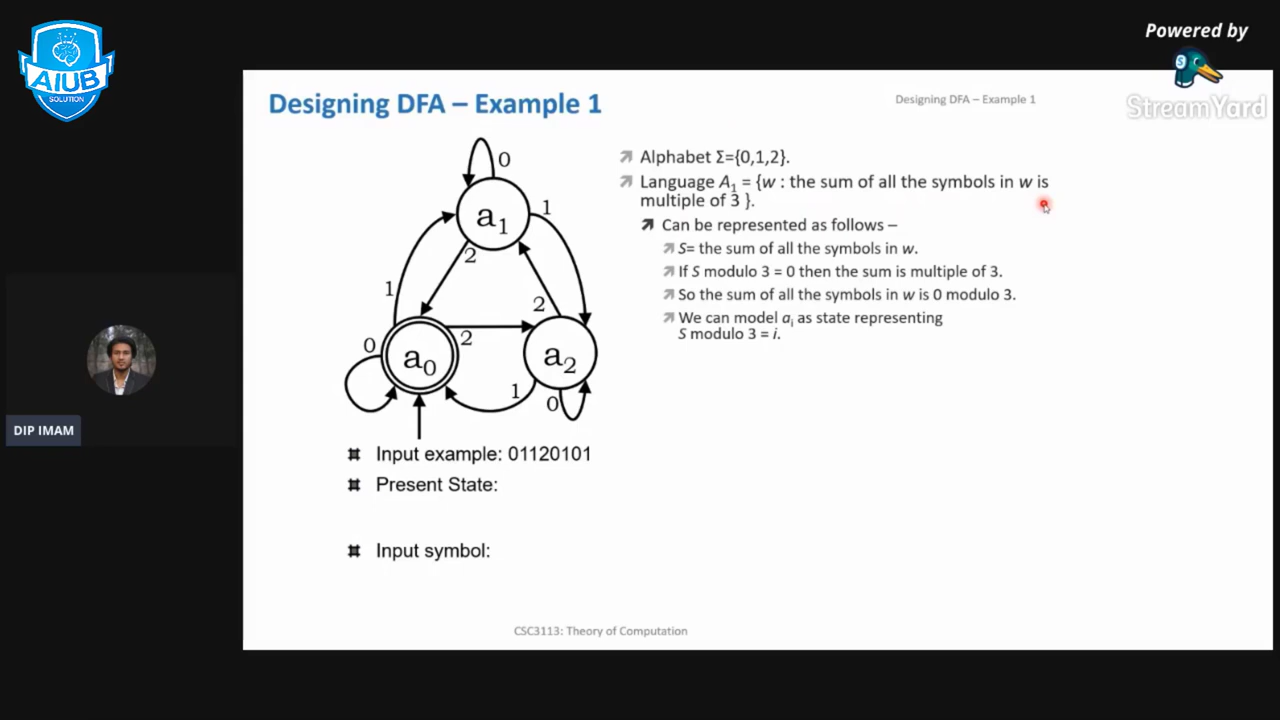 Powered by
StreamYard
AIUB
SOLUTION
Designing DFA – Example 1
Designing DFA – Example 1
0
a1
1
2
1
2
0
a0
2
a2
1
0
Alphabet Σ={0,1,2}.
Language A1 = {w : the sum of all the symbols in w is
multiple of 3 }.
Can be represented as follows –
S= the sum of all the symbols in w.
If S modulo 3 = 0 then the sum is multiple of 3.
So the sum of all the symbols in w is 0 modulo 3.
We can model ai as state representing
S modulo 3 = i.
Input example: 01120101
Present State:
Input symbol:
DIP IMAM
CSC3113: Theory of Computation